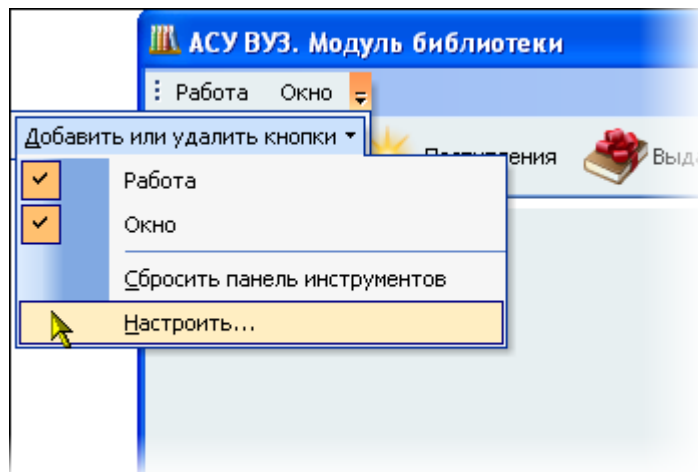 АСУ ВУЗ. Модуль библиотеки
Работа Окно
Добавить или удалить кнопки
Работа
Окно
Сбросить панель инструментов
Настроить...